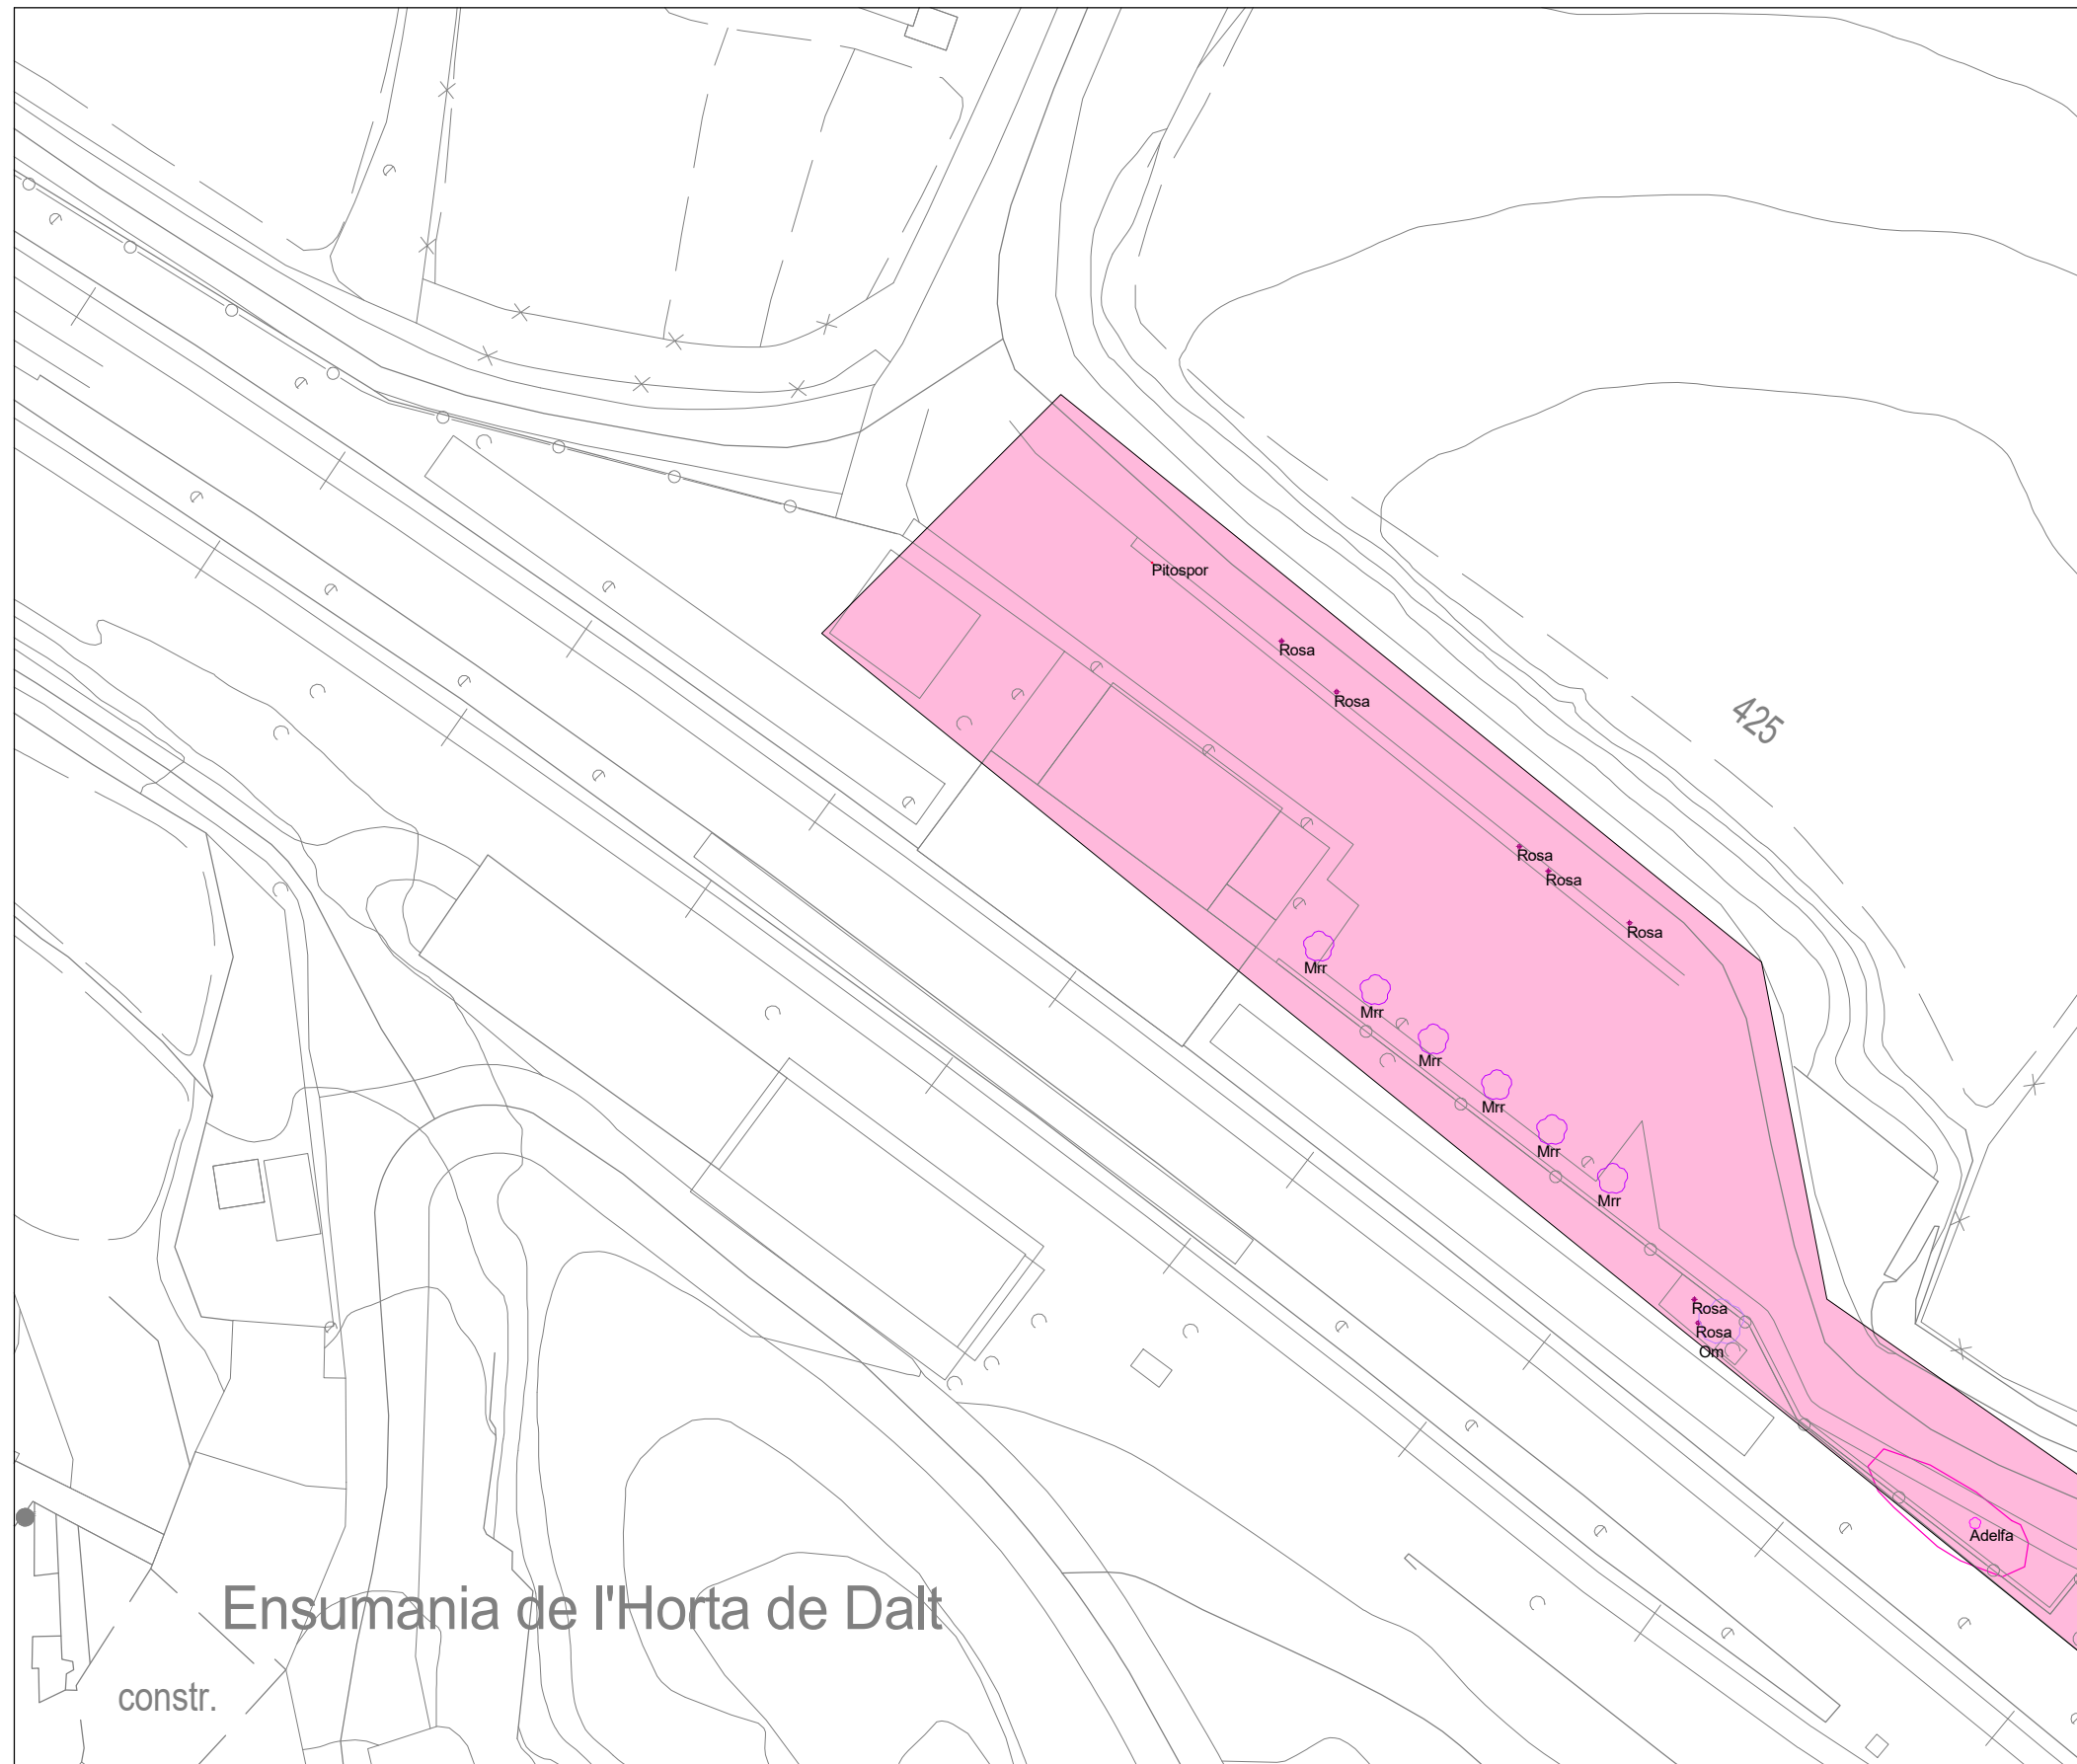 Pitospor
Rosa
Rosa
425
Rosa
Rosa
Rosa
Mrr
Mrr
Mrr
Mrr
Mrr
Mrr
Rosa
Rosa
Om
Adelfa
Ensumania de l'Horta de Dalt
constr.